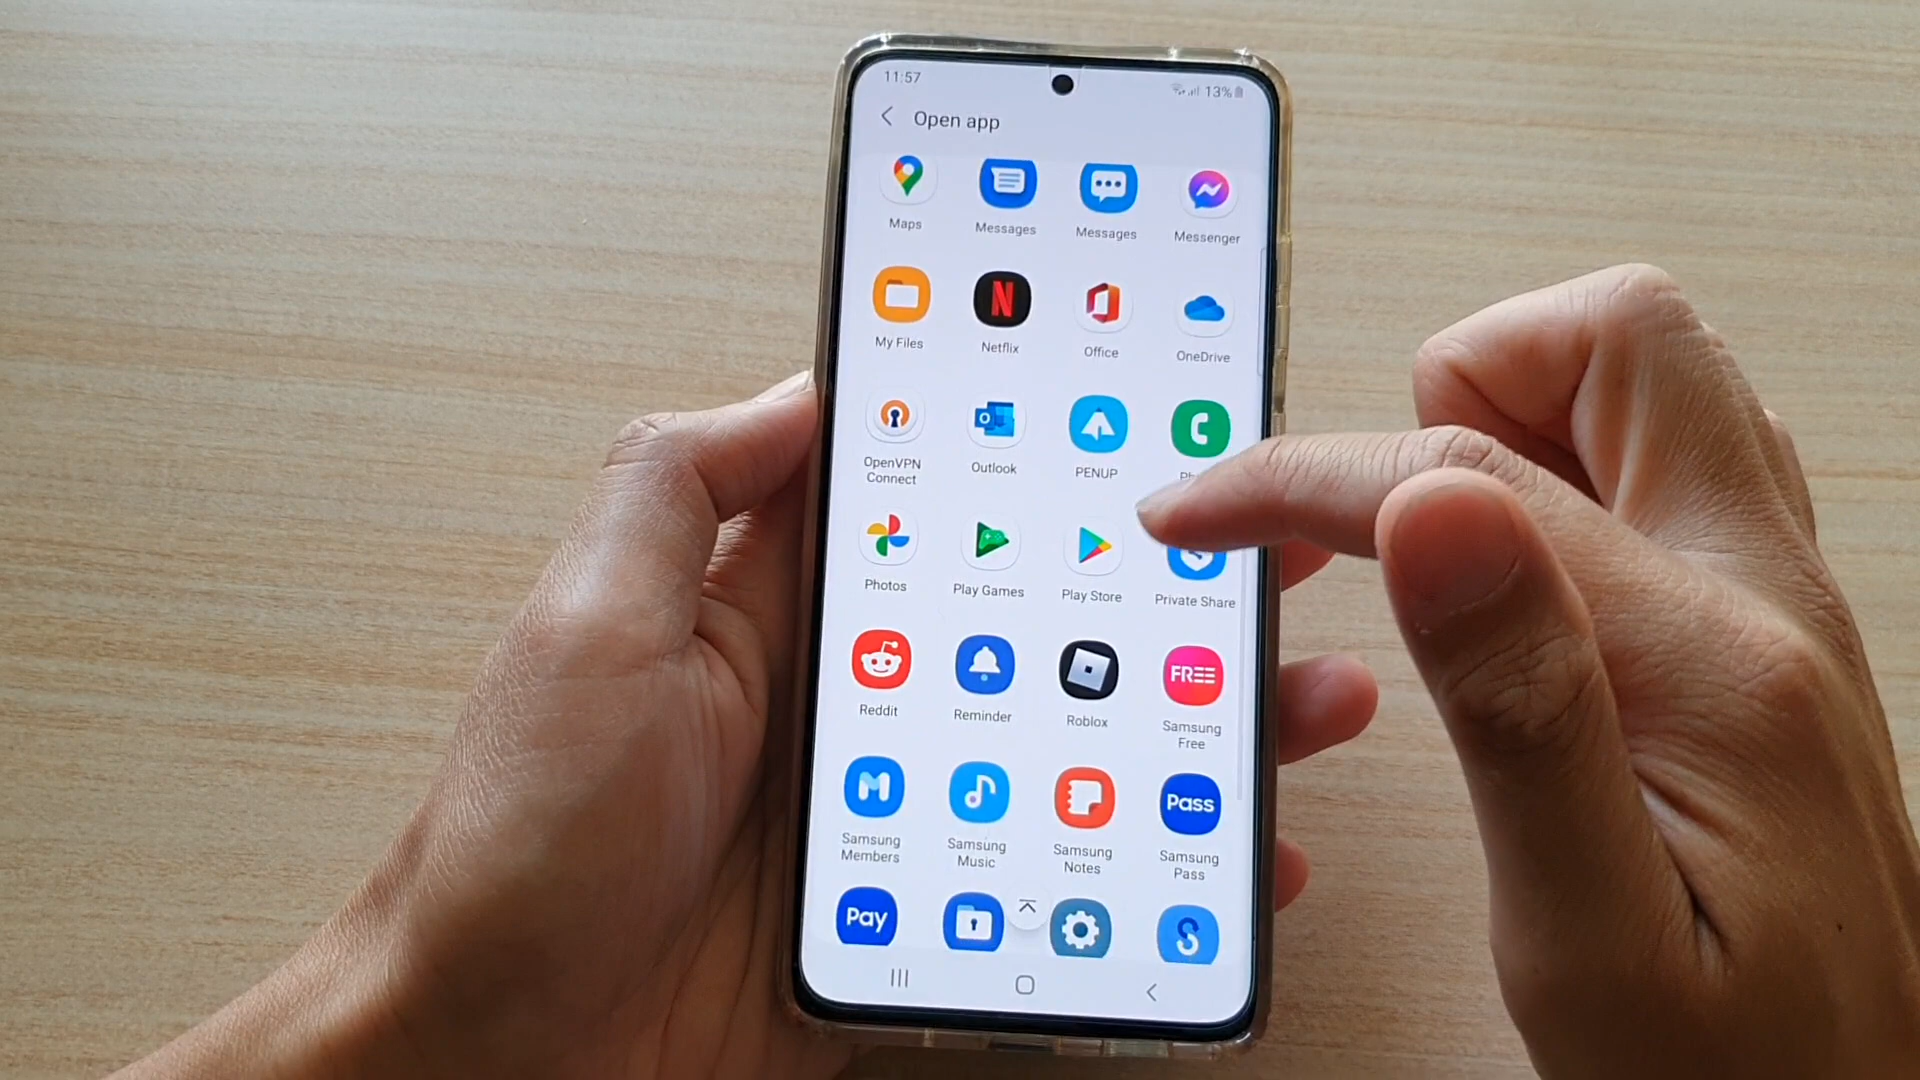 11:57
13%
Open app
Maps
Messages
Messages
Messenger
My Files
Netflix
Office
OneDrive
OpenVPN
Connect
Outlook
PENUP
Photos
Play Games
Play Store
Private Share
Reddit
Reminder
Roblox
FREE
Samsung
Free
Samsung
Members
Samsung
Music
Samsung
Notes
Pass
Samsung
Pass
Pay